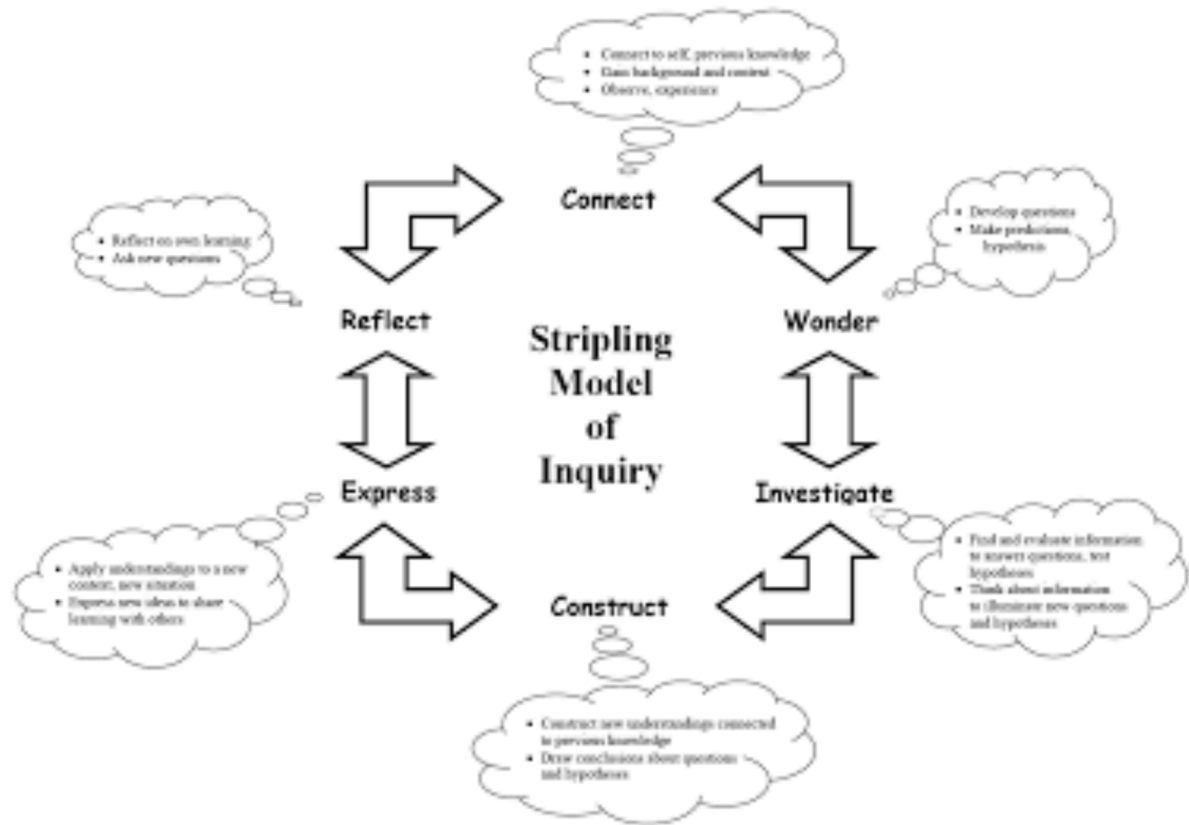 • Connect to self, previous knowledge
• Gain background and context
• Observe, experience
Connect
• Develop questions
• Make predictions,
hypothesis
Wonder
• Reflect on own learning
• Ask new questions
Reflect
Stripling
Model
of
Inquiry
Express
• Apply understandings to a new
context, new situation
• Express new ideas to share
learning with others
Investigate
• Find and evaluate information
to answer questions, test
hypotheses
• Think about information
to illuminate new questions
and hypotheses
Construct
• Construct new understandings connected
to previous knowledge
• Draw conclusions about questions
and hypotheses